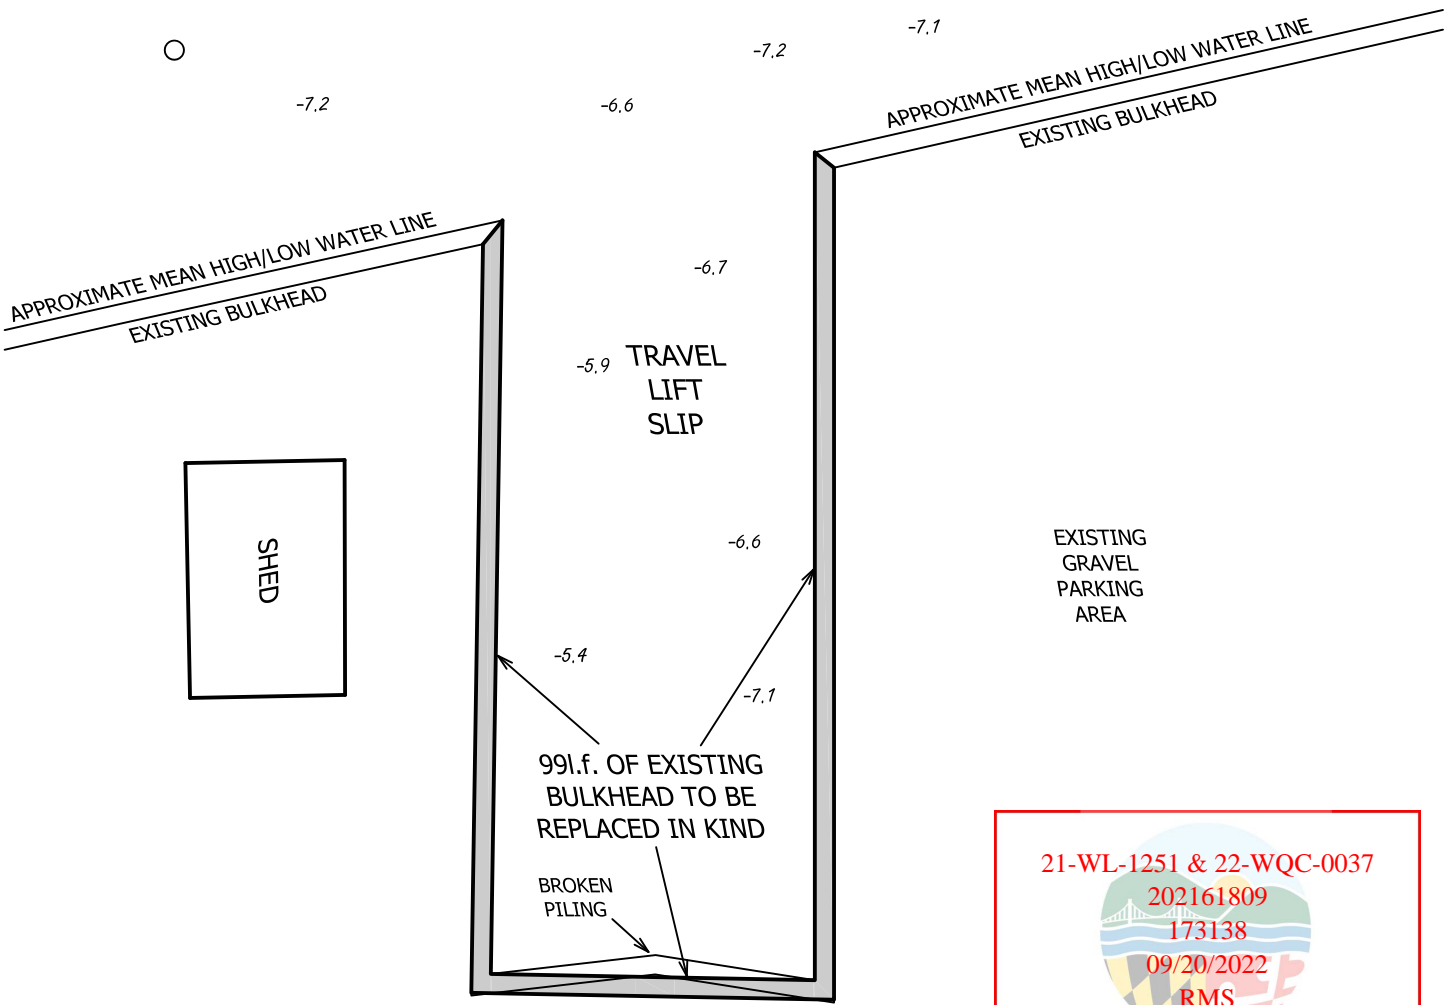 -7.1
-7.2
APPROXIMATE MEAN HIGH/LOW WATER LINE
-7.2
-6.6
EXISTING BULKHEAD
APPROXIMATE MEAN HIGH/LOW WATER LINE
EXISTING BULKHEAD
-6.7
-5.9
TRAVEL
LIFT
SLIP
SHED
-6.6
EXISTING
GRAVEL
PARKING
AREA
-5.4
-7.1
99l.f. OF EXISTING
BULKHEAD TO BE
REPLACED IN KIND
BROKEN
PILING
21-WL-1251 & 22-WQC-0037
202161809
173138
09/20/2022
RMS